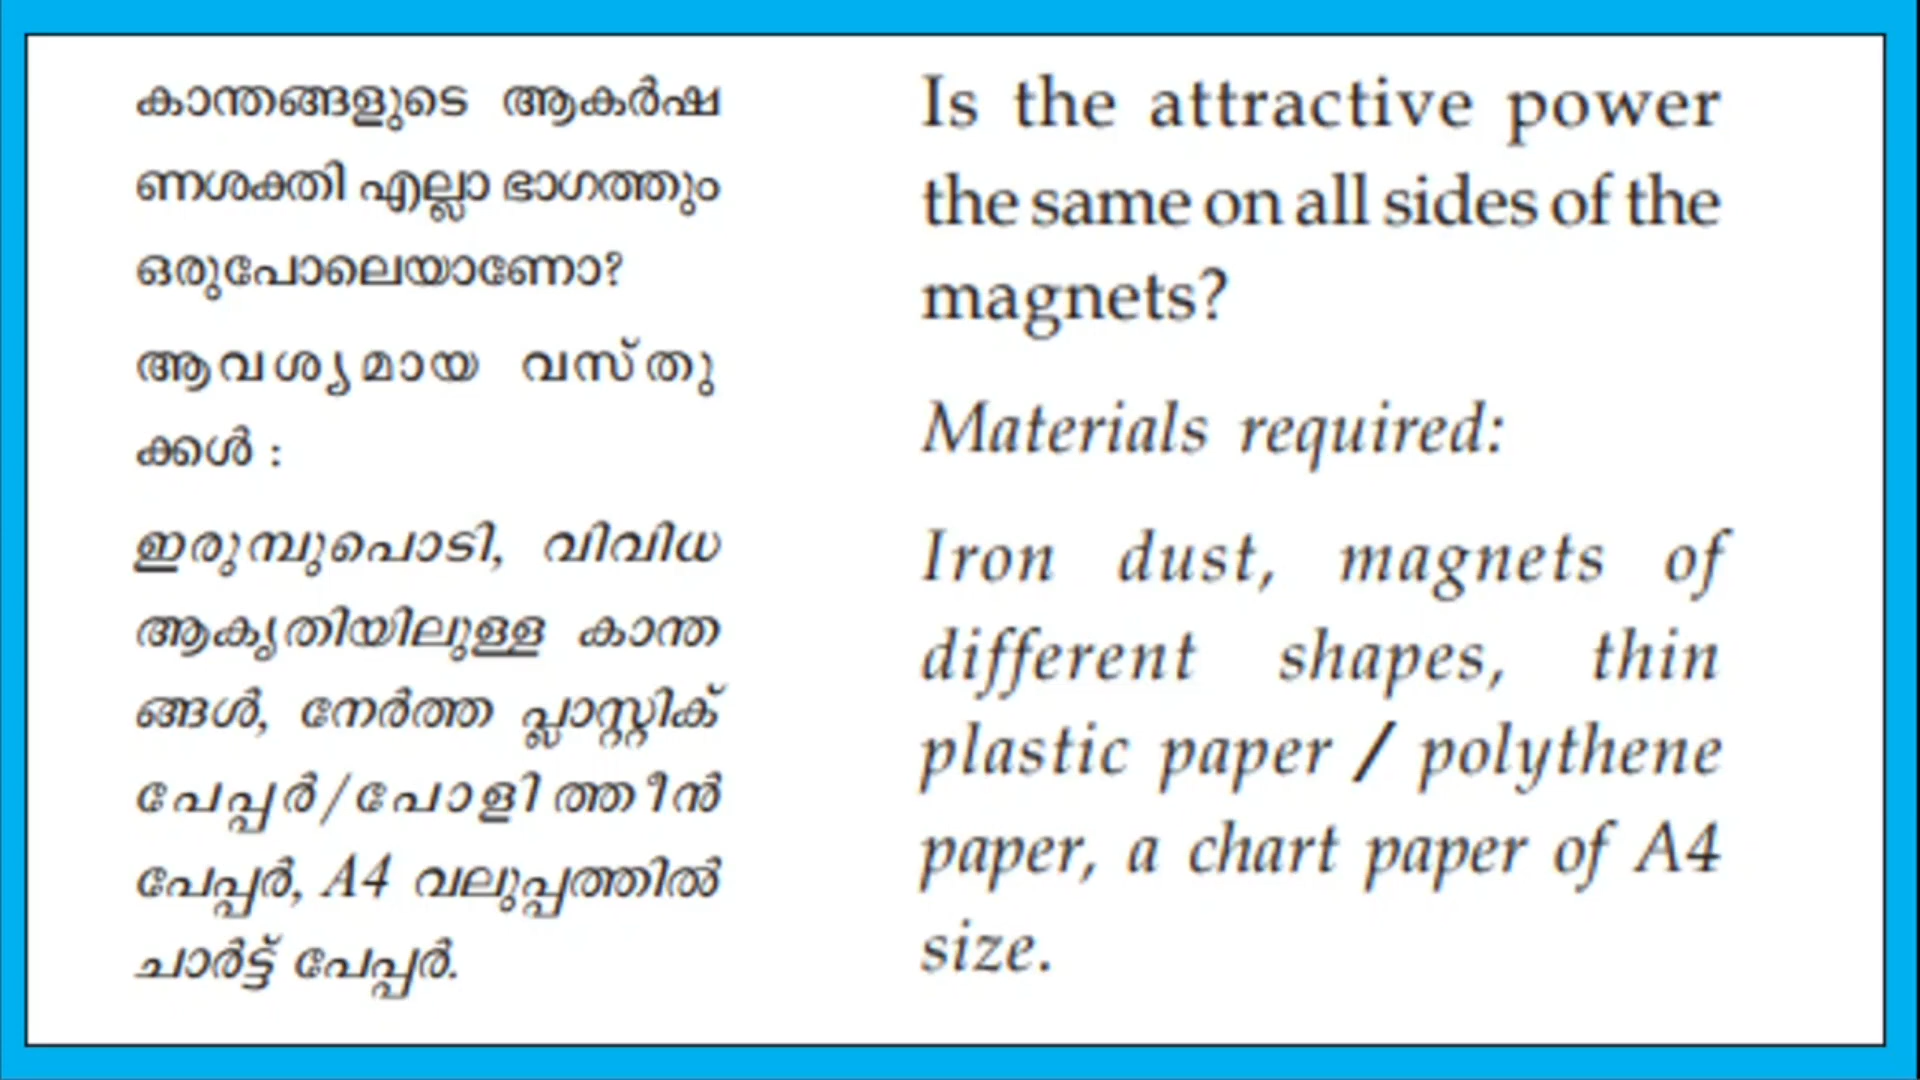 കാന്തങ്ങളുടെ ആകർഷ
ണശക്തി എല്ലാ ഭാഗത്തും
ഒരുപോലെയാണോ?
ആവശ്യമായ വസ്തു
ക്കൾ :
ഇരുമ്പുപൊടി, വിവിധ
ആകൃതിയിലുള്ള കാന്ത
ങ്ങൾ, നേർത്ത പ്ലാസ്റ്റിക്
പേപ്പർ/പോളിത്തീൻ
പേപ്പർ, A4 വലുപ്പത്തിൽ
ചാർട്ട് പേപ്പർ.
Is the attractive power
the same on all sides of the
magnets?
Materials required:
Iron dust, magnets of
different shapes, thin
plastic paper / polythene
paper, a chart paper of A4
size.